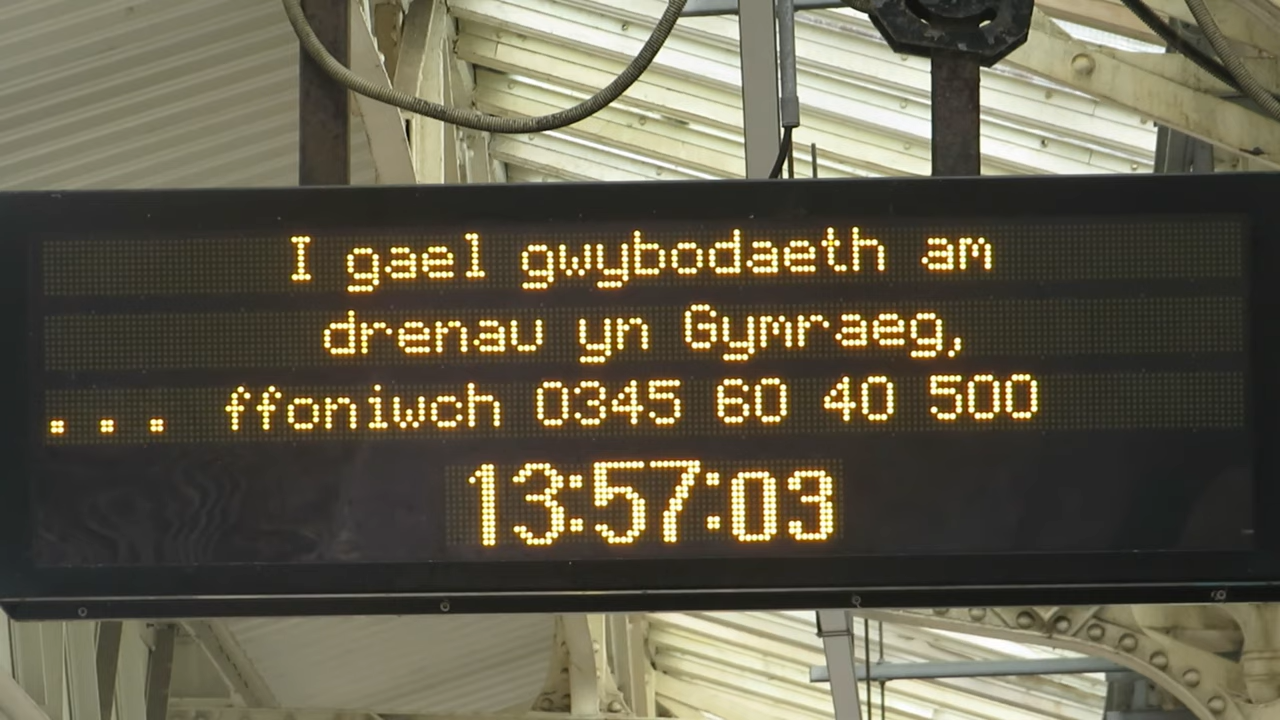 I gael gwybodaeth am
drenau yn Gymraeg,
... ffoniwch 0345 60 40 500
13:57:03